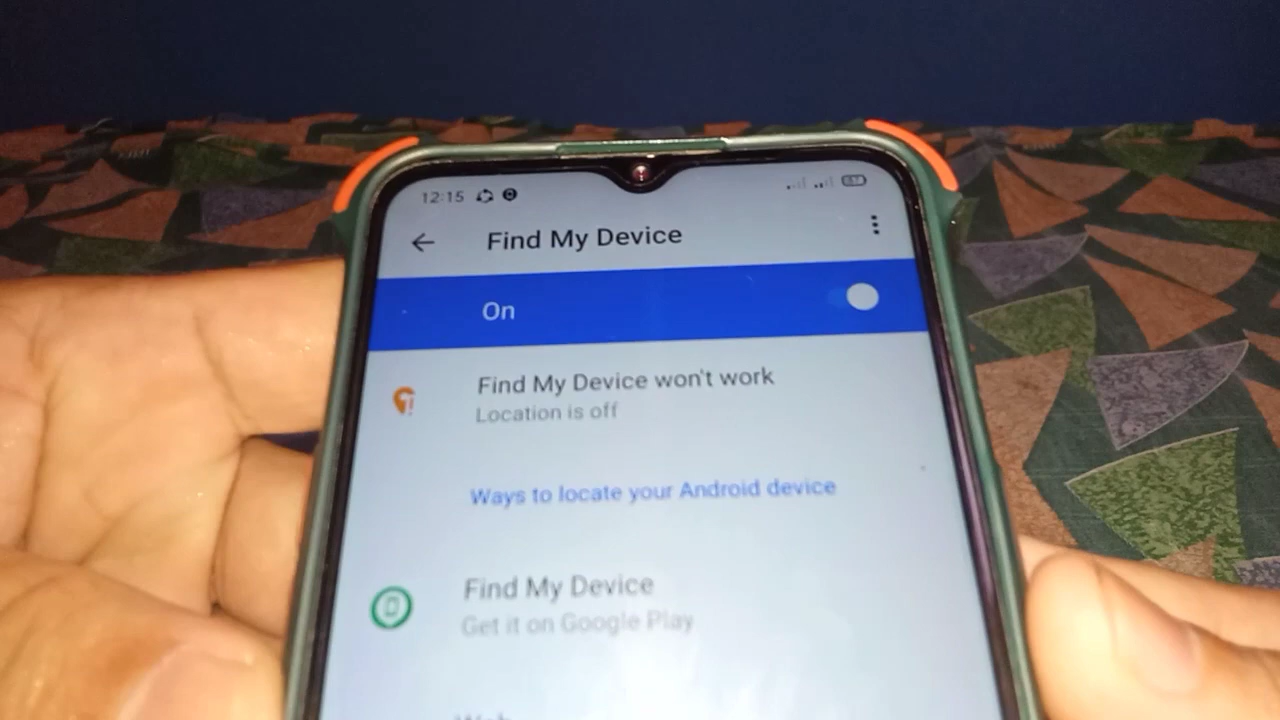 12:15
Find My Device
On
Find My Device won't work
Location is off
Ways to locate your Android device
Find My Device
Get it on Google Play
Web